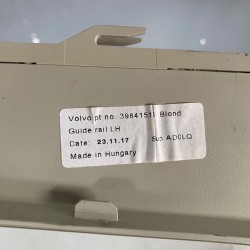 Volvo pt no. 39841511 Blond
Guide rail LH
Date: 23.11.17 Sup. AD0LQ
Made in Hungary